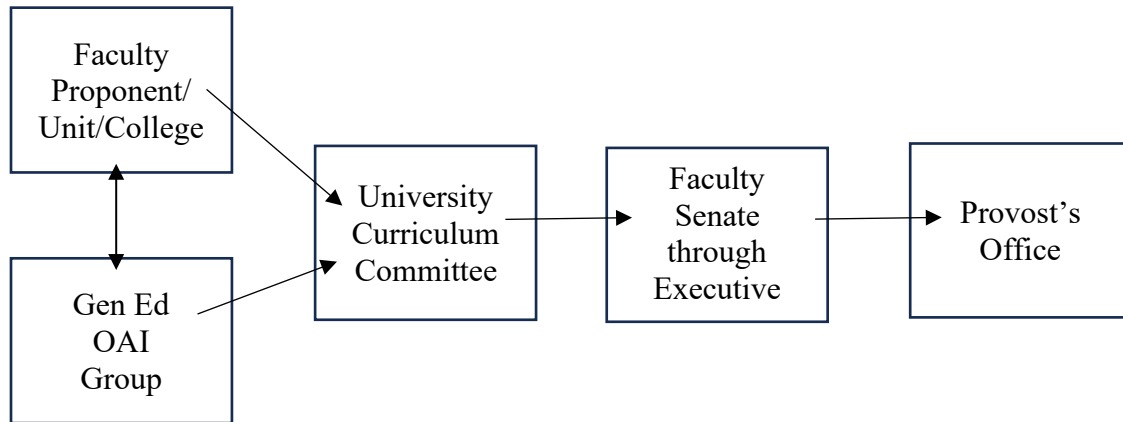 Faculty
Proponent/
Unit/College
Gen Ed
OAI
Group
University
Curriculum
Committee
Faculty
Senate
through
Executive
Provost’s
Office